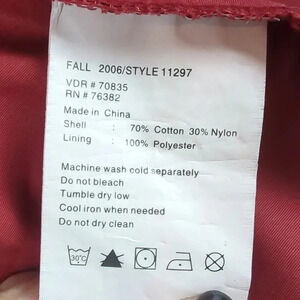 FALL 2006/STYLE 11297
VDR # 70835
RN # 76382
Made in China
Shell : 70% Cotton 30% Nylon
Lining : 100% Polyester
Machine wash cold separately
Do not bleach
Tumble dry low
Cool iron when needed
Do not dry clean
30°C